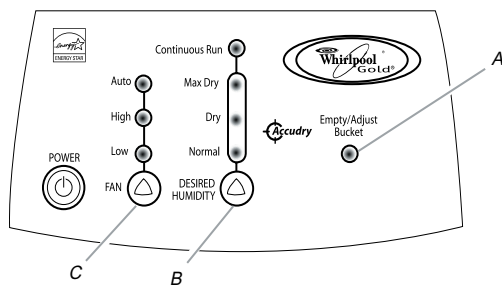 energy
ENERGY STAR
Continuous Run
Whirlpool
Gold®
A
Auto
Max Dry
High
Dry
Accudry
Empty/Adjust
Bucket
Low
Normal
POWER
FAN
DESIRED
HUMIDITY
C
B